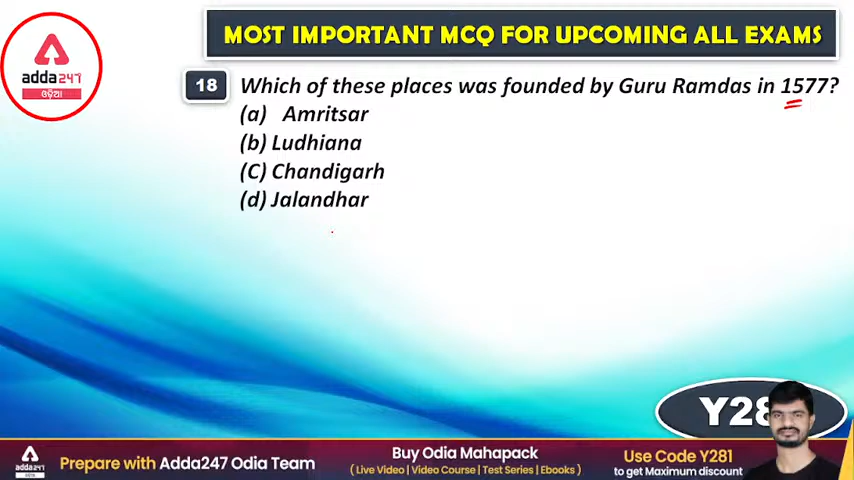 MOST IMPORTANT MCQ FOR UPCOMING ALL EXAMS
adda247
ଓଡ଼ିଆ
18 Which of these places was founded by Guru Ramdas in 1577?
(a) Amritsar
(b) Ludhiana
(C) Chandigarh
(d) Jalandhar
Y28
adda247
Prepare with Adda247 Odia Team
Buy Odia Mahapack
( Live Video | Video Course | Test Series | Ebooks )
Use Code Y281
to get Maximum discount